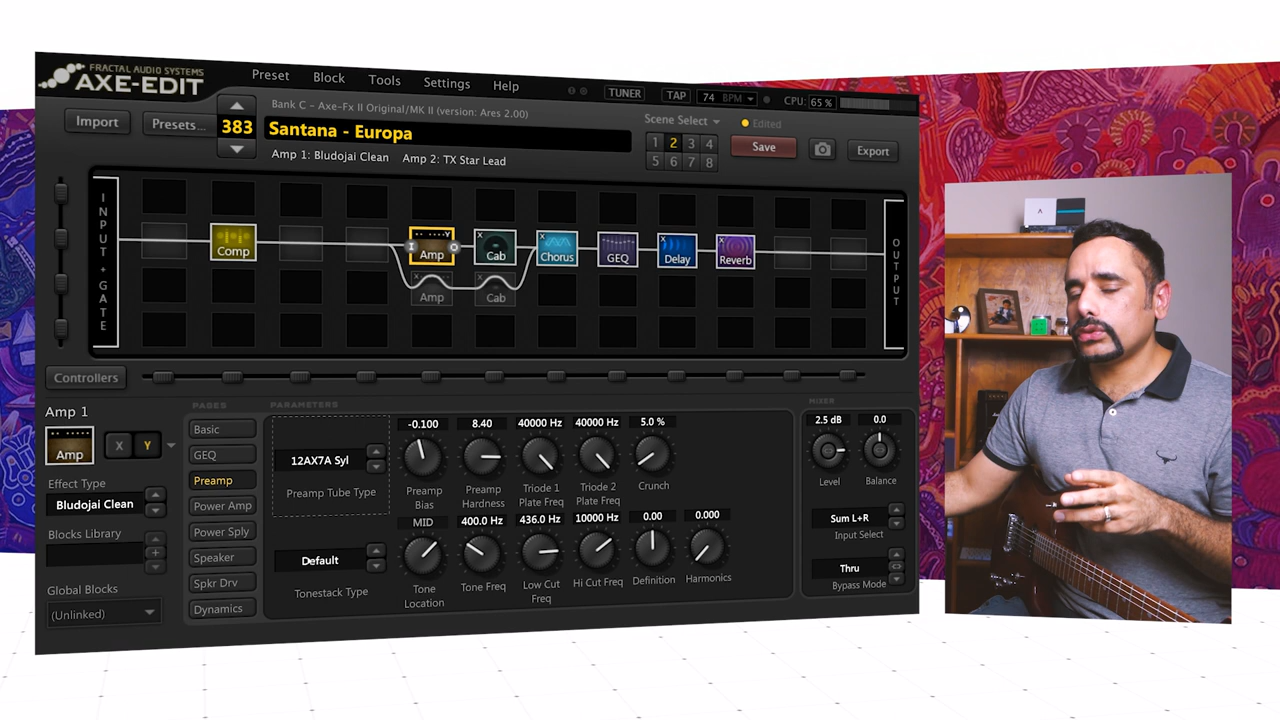 FRACTAL AUDIO SYSTEMS
AXE-EDIT
Preset Block Tools Settings Help
TUNER TAP 74 BPM CPU: 65 %
Import Presets... 383
Bank C - Axe-Fx II Original/MK II (version: Ares 2.00)
Santana - Europa
Amp 1: Bludojai Clean Amp 2: TX Star Lead
Scene Select Edited
1 2 3 4
5 6 7 8
Save Export
INPUT + GATE
Comp Amp Cab Chorus GEQ Delay Reverb
Amp Cab
OUTPUT
Controllers
Amp 1
Amp
X Y
Effect Type
Bludojai Clean
Blocks Library
Global Blocks
(Unlinked)
PAGES
Basic
GEQ
Preamp
Power Amp
Power Sply
Speaker
Spkr Drv
Dynamics
PARAMETERS
12AX7A Syl
Preamp Tube Type
-0.100 8.40 40000 Hz 40000 Hz 5.0 %
Preamp Bias
Preamp Hardness
Triode 1 Plate Freq
Triode 2 Plate Freq
Crunch
Default
Tonestack Type
MID 400.0 Hz 436.0 Hz 10000 Hz 0.00 0.000
Tone Location
Tone Freq
Low Cut Freq
Hi Cut Freq
Definition
Harmonics
MIXER
2.5 dB 0.0
Level Balance
Sum L+R
Input Select
Thru
Bypass Mode